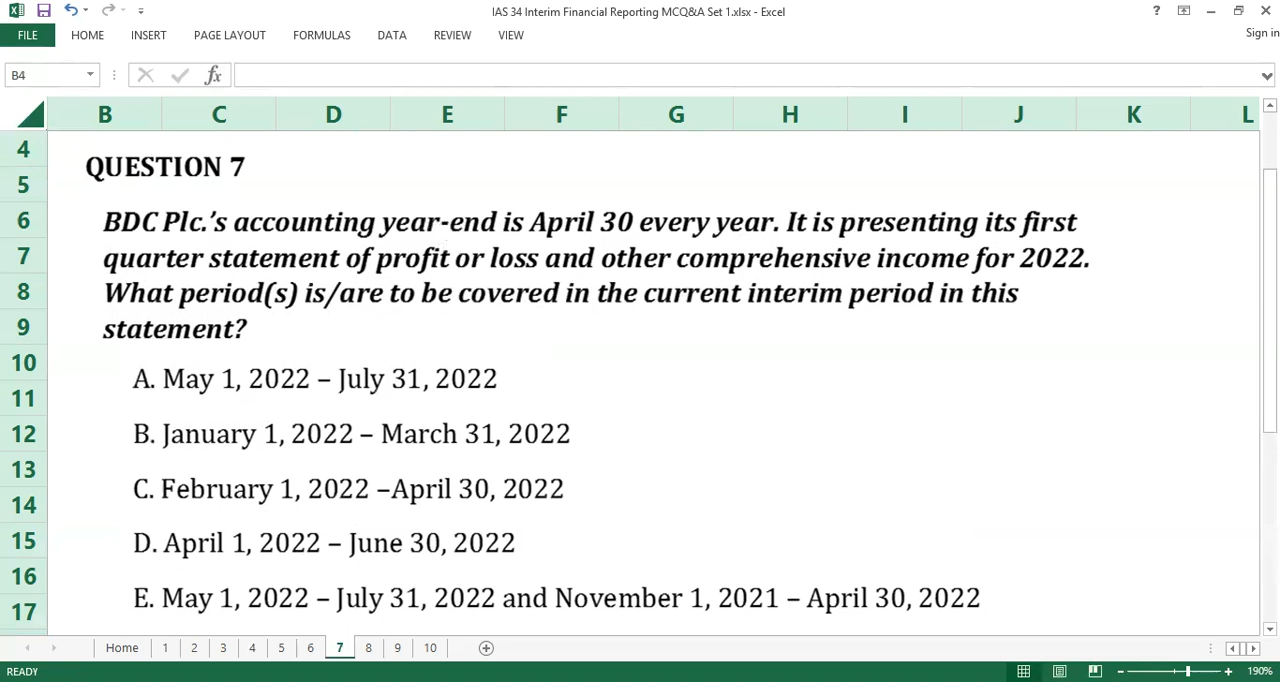 IAS 34 Interim Financial Reporting MCQ&A Set 1.xlsx - Excel
?
FILE HOME INSERT PAGE LAYOUT FORMULAS DATA REVIEW VIEW Sign in
B4 fx
B C D E F G H I J K L
4
QUESTION 7
5
6 BDC Plc.'s accounting year-end is April 30 every year. It is presenting its first
7 quarter statement of profit or loss and other comprehensive income for 2022.
8 What period(s) is/are to be covered in the current interim period in this
9 statement?
10 A. May 1, 2022 – July 31, 2022
11
12 B. January 1, 2022 – March 31, 2022
13 C. February 1, 2022 –April 30, 2022
14
15 D. April 1, 2022 – June 30, 2022
16
17 E. May 1, 2022 – July 31, 2022 and November 1, 2021 – April 30, 2022
Home 1 2 3 4 5 6 7 8 9 10
READY 190%